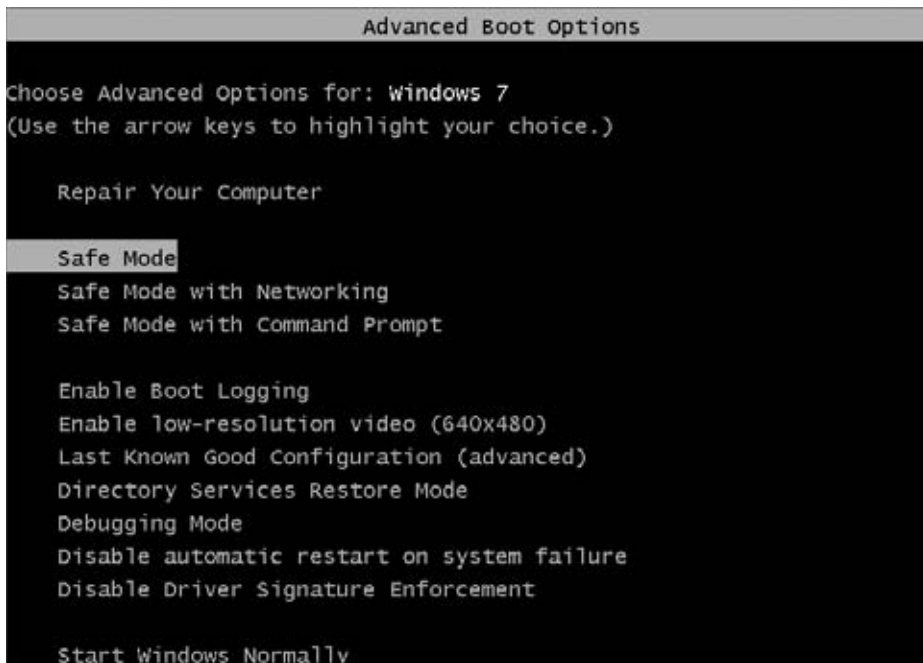 Advanced Boot Options
Choose Advanced Options for: Windows 7
(Use the arrow keys to highlight your choice.)
Repair Your Computer
Safe Mode
Safe Mode with Networking
Safe Mode with Command Prompt
Enable Boot Logging
Enable low-resolution video (640x480)
Last Known Good Configuration (advanced)
Directory Services Restore Mode
Debugging Mode
Disable automatic restart on system failure
Disable Driver Signature Enforcement
Start Windows Normally